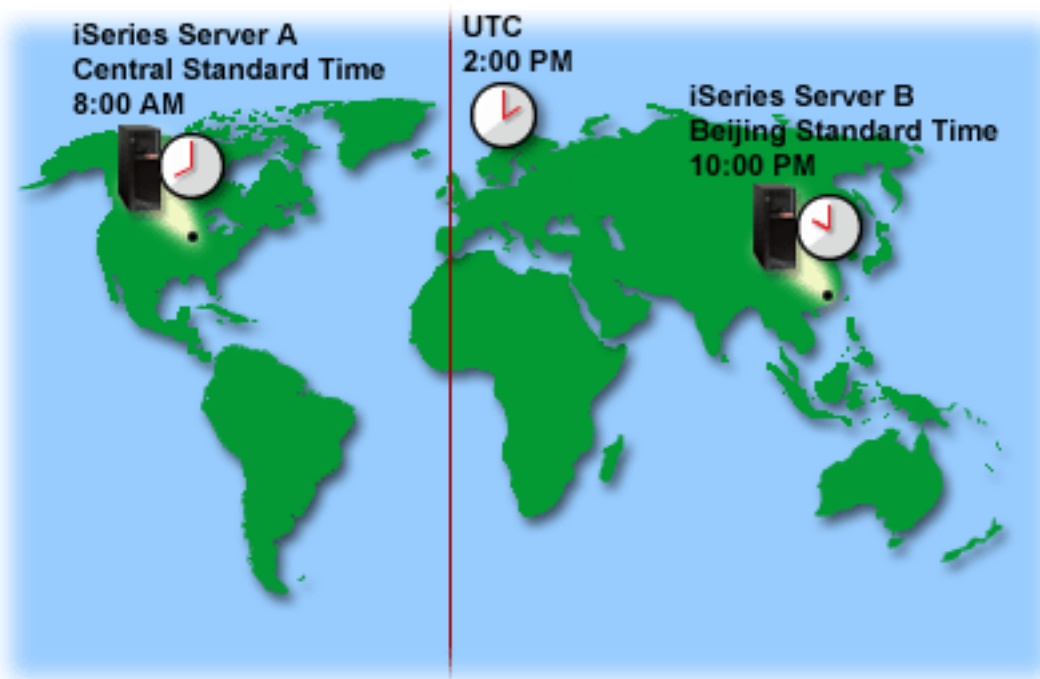 iSeries Server A
Central Standard Time
8:00 AM
UTC
2:00 PM
iSeries Server B
Beijing Standard Time
10:00 PM